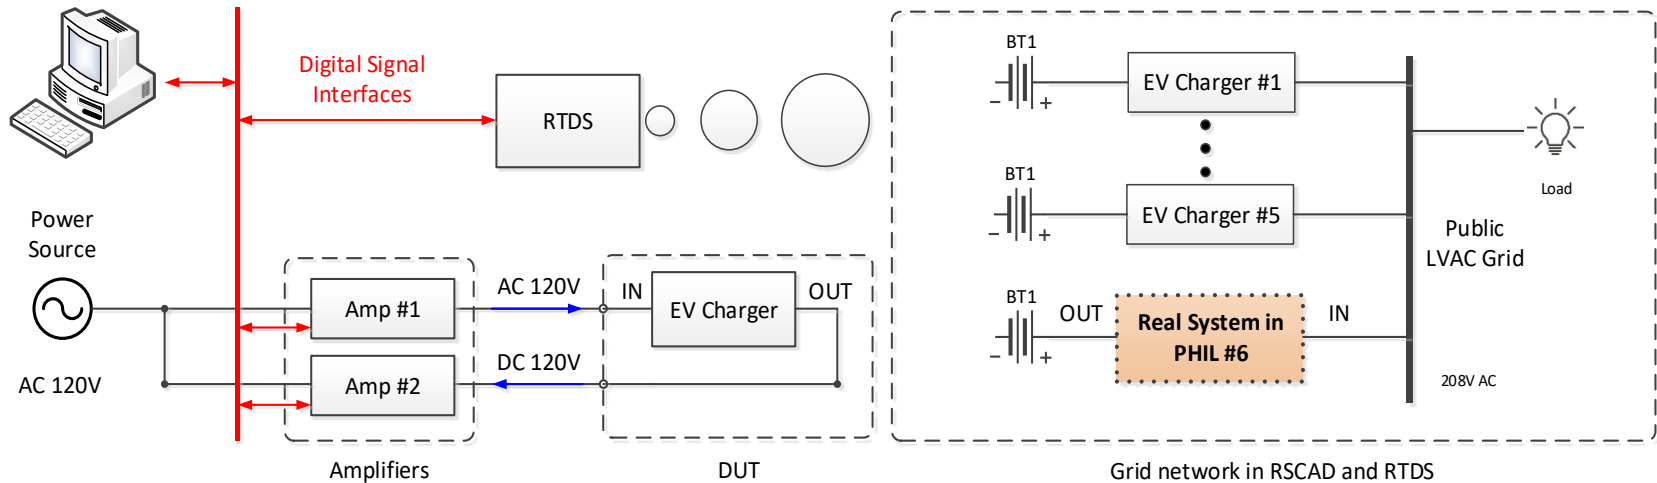 Digital Signal
Interfaces
RTDS
Power
Source
AC 120V
Amp #1
Amp #2
Amplifiers
AC 120V
DC 120V
IN
EV Charger
OUT
DUT
BT1
- +
EV Charger #1
BT1
- +
EV Charger #5
BT1
- +
OUT
Real System in
PHIL #6
IN
Load
Public
LVAC Grid
208V AC
Grid network in RSCAD and RTDS